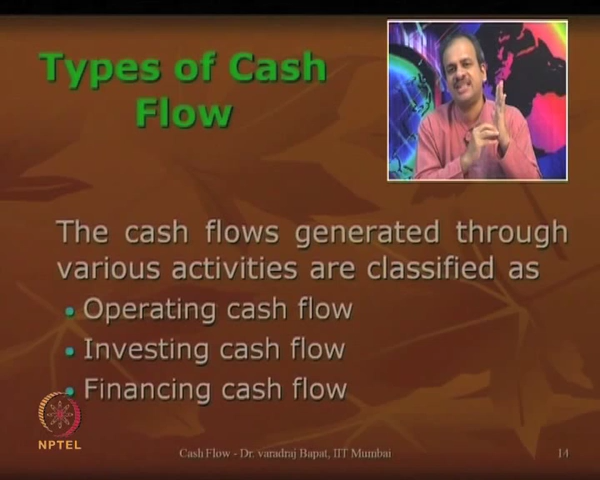 Types of Cash
Flow
The cash flows generated through
various activities are classified as
Operating cash flow
Investing cash flow
Financing cash flow
NPTEL
Cash Flow - Dr. varadraj Bapat, IIT Mumbai
14